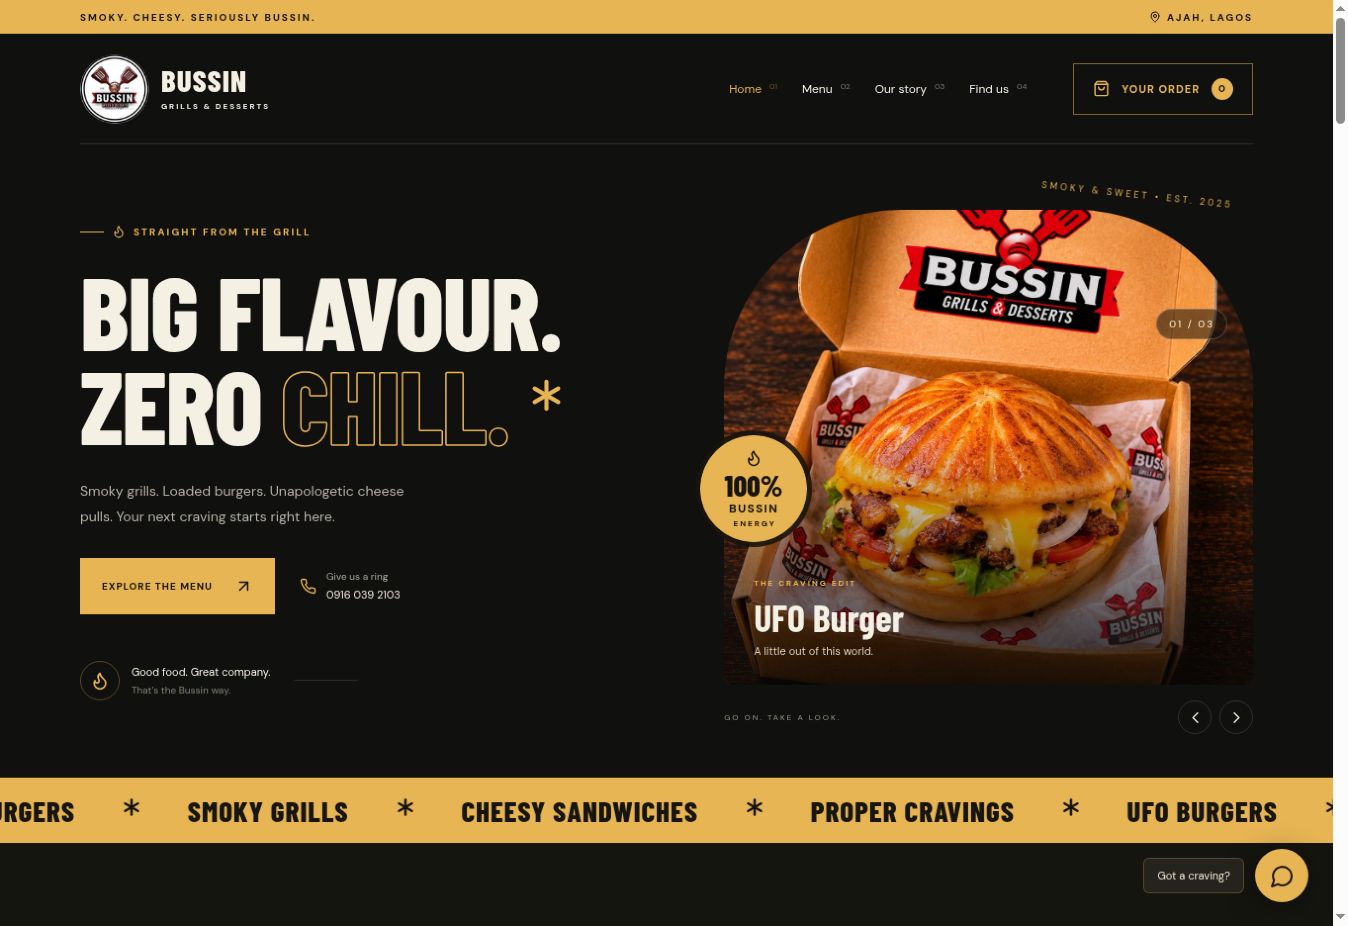 SMOKY. CHEESY. SERIOUSLY BUSSIN.
AJAH, LAGOS
BUSSIN
BUSSIN
GRILLS & DESSERTS
Home 01
Menu 02
Our story 03
Find us 04
YOUR ORDER 0
SMOKY & SWEET • EST. 2025
STRAIGHT FROM THE GRILL
BIG FLAVOUR.
ZERO CHILL. *
Smoky grills. Loaded burgers. Unapologetic cheese
pulls. Your next craving starts right here.
EXPLORE THE MENU
Give us a ring
0916 039 2103
Good food. Great company.
That's the Bussin way.
BUSSIN
GRILLS & DESSERTS
01 / 03
BUSSIN
BUSSIN
100%
BUSSIN
ENERGY
THE CRAVING EDIT
UFO Burger
A little out of this world.
BUSSIN
GO ON. TAKE A LOOK.
URGERS * SMOKY GRILLS * CHEESY SANDWICHES * PROPER CRAVINGS * UFO BURGERS *
Got a craving?